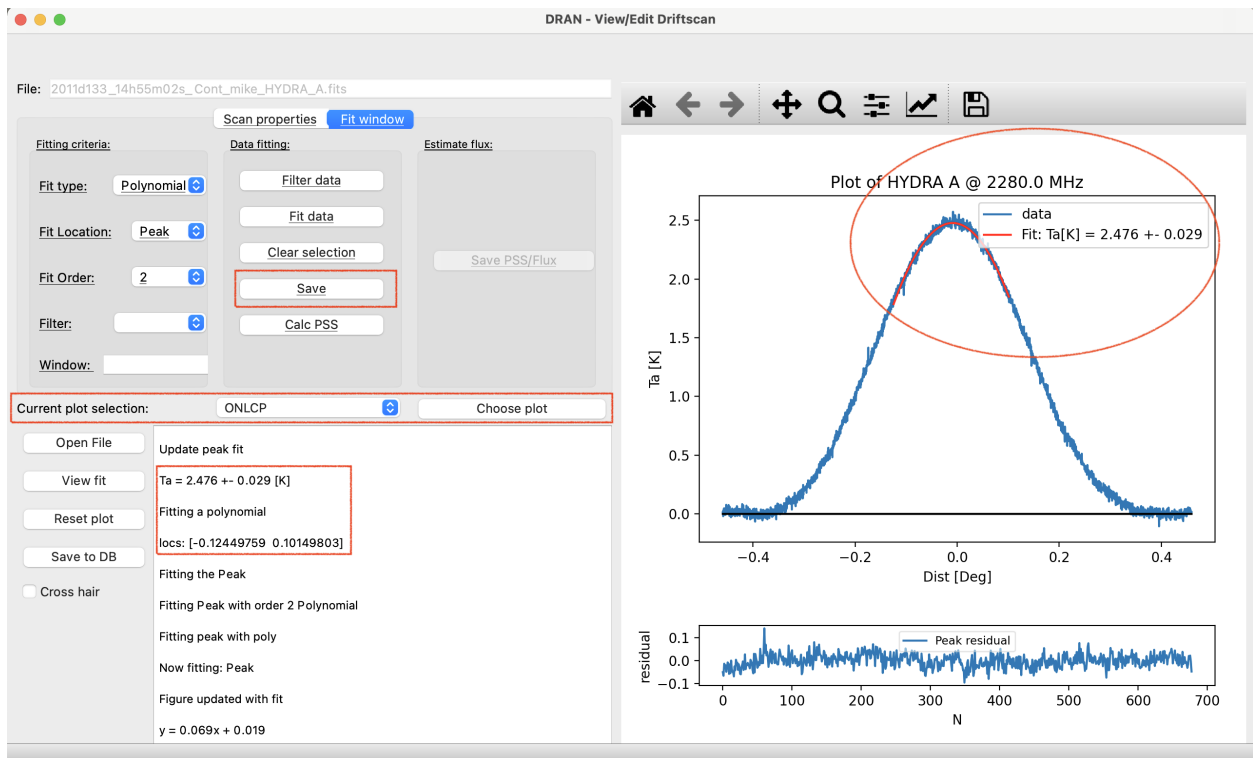 DRAN - View/Edit Driftscan
File: 2011d133_14h55m02s_Cont_mike_HYDRA_A.fits
Scan properties
Fit window
Fitting criteria:
Fit type:
Polynomial
Fit Location:
Peak
Fit Order:
2
Filter:
Window:
Data fitting:
Filter data
Fit data
Clear selection
Save
Calc PSS
Estimate flux:
Save PSS/Flux
Current plot selection:
ONLCP
Choose plot
Open File
View fit
Reset plot
Save to DB
Cross hair
Update peak fit
Ta = 2.476 +- 0.029 [K]
Fitting a polynomial
locs: [-0.12449759 0.10149803]
Fitting the Peak
Fitting Peak with order 2 Polynomial
Fitting peak with poly
Now fitting: Peak
Figure updated with fit
y = 0.069x + 0.019
Plot of HYDRA A @ 2280.0 MHz
data
Fit: Ta[K] = 2.476 +- 0.029
Ta [K]
2.5
2.0
1.5
1.0
0.5
0.0
−0.4 −0.2 0.0 0.2 0.4
Dist [Deg]
residual
0.1
0.0
−0.1
Peak residual
0 100 200 300 400 500 600 700
N